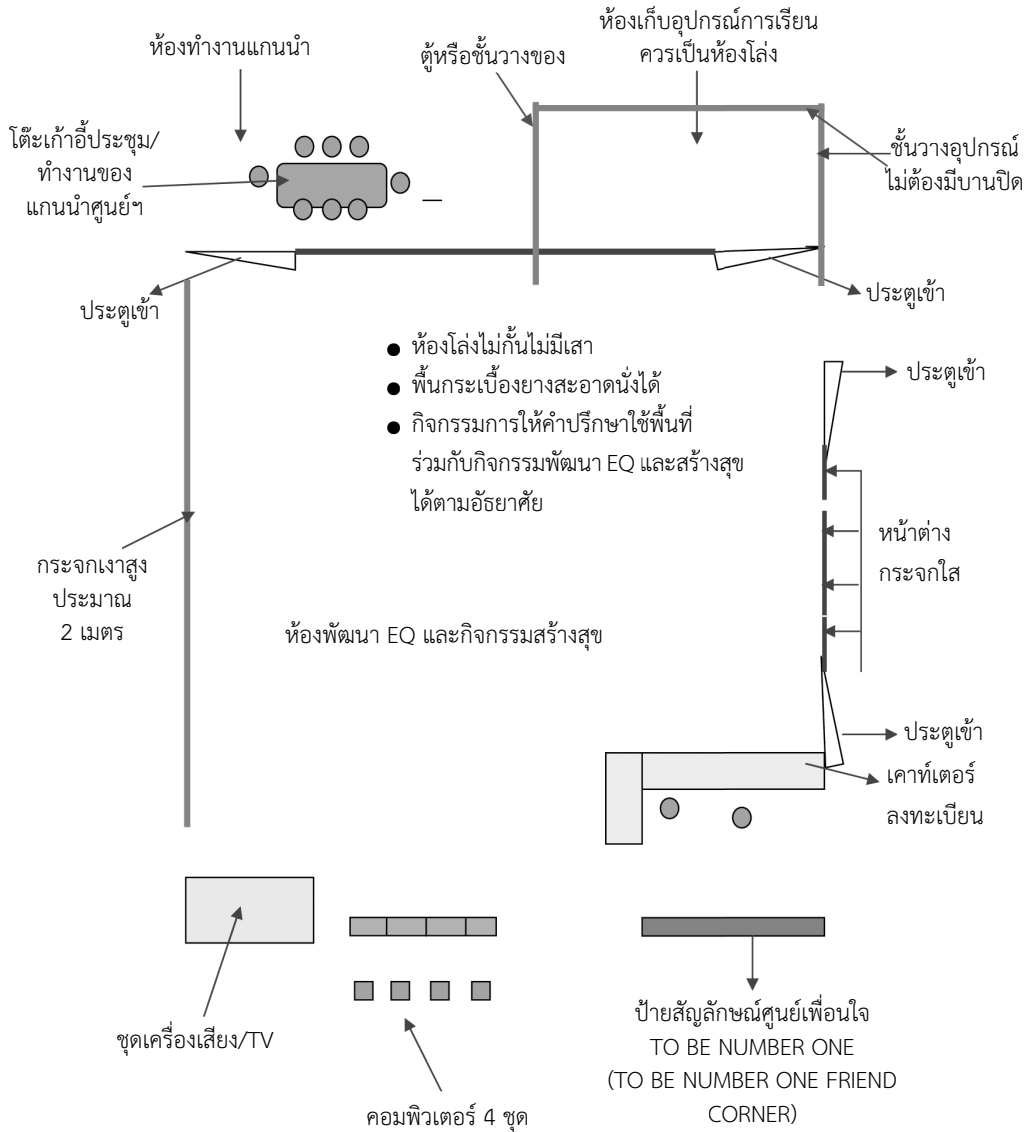 ห้องเก็บอุปกรณ์การเรียน
ควรเป็นห้องโล่ง
ห้องทำงานแกนนำ
ตู้หรือชั้นวางของ
โต๊ะเก้าอี้ประชุม/
ทำงานของ
แกนนำศูนย์ฯ
ชั้นวางอุปกรณ์
ไม่ต้องมีบานปิด
ประตูเข้า
ประตูเข้า
● ห้องโล่งไม่กั้นไม่มีเสา
● พื้นกระเบื้องยางสะอาดนั่งได้
● กิจกรรมการให้คำปรึกษาใช้พื้นที่
ร่วมกับกิจกรรมพัฒนา EQ และสร้างสุข
ได้ตามอัธยาศัย
ประตูเข้า
หน้าต่าง
กระจกใส
กระจกเงาสูง
ประมาณ
2 เมตร
ห้องพัฒนา EQ และกิจกรรมสร้างสุข
ประตูเข้า
เคาท์เตอร์
ลงทะเบียน
ชุดเครื่องเสียง/TV
คอมพิวเตอร์ 4 ชุด
ป้ายสัญลักษณ์ศูนย์เพื่อนใจ
TO BE NUMBER ONE
(TO BE NUMBER ONE FRIEND
CORNER)